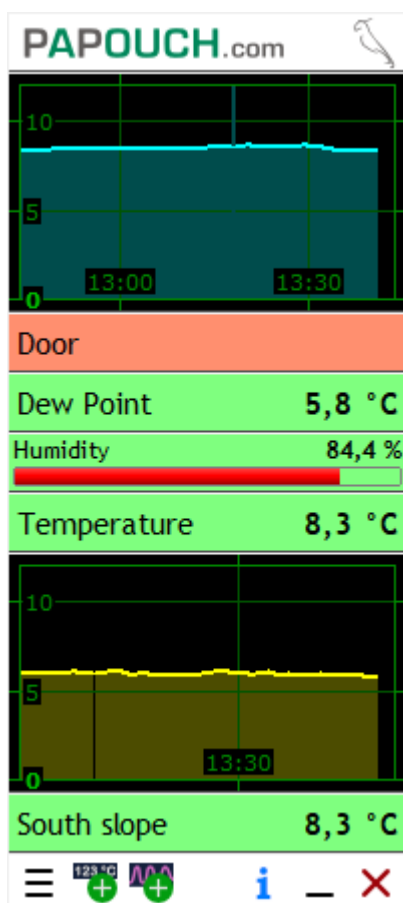 PAPOUCH.com
10
5
13:00 13:30
0
Door
Dew Point 5,8 °C
Humidity 84,4 %
Temperature 8,3 °C
10
5
13:30
0
South slope 8,3 °C
123 °C